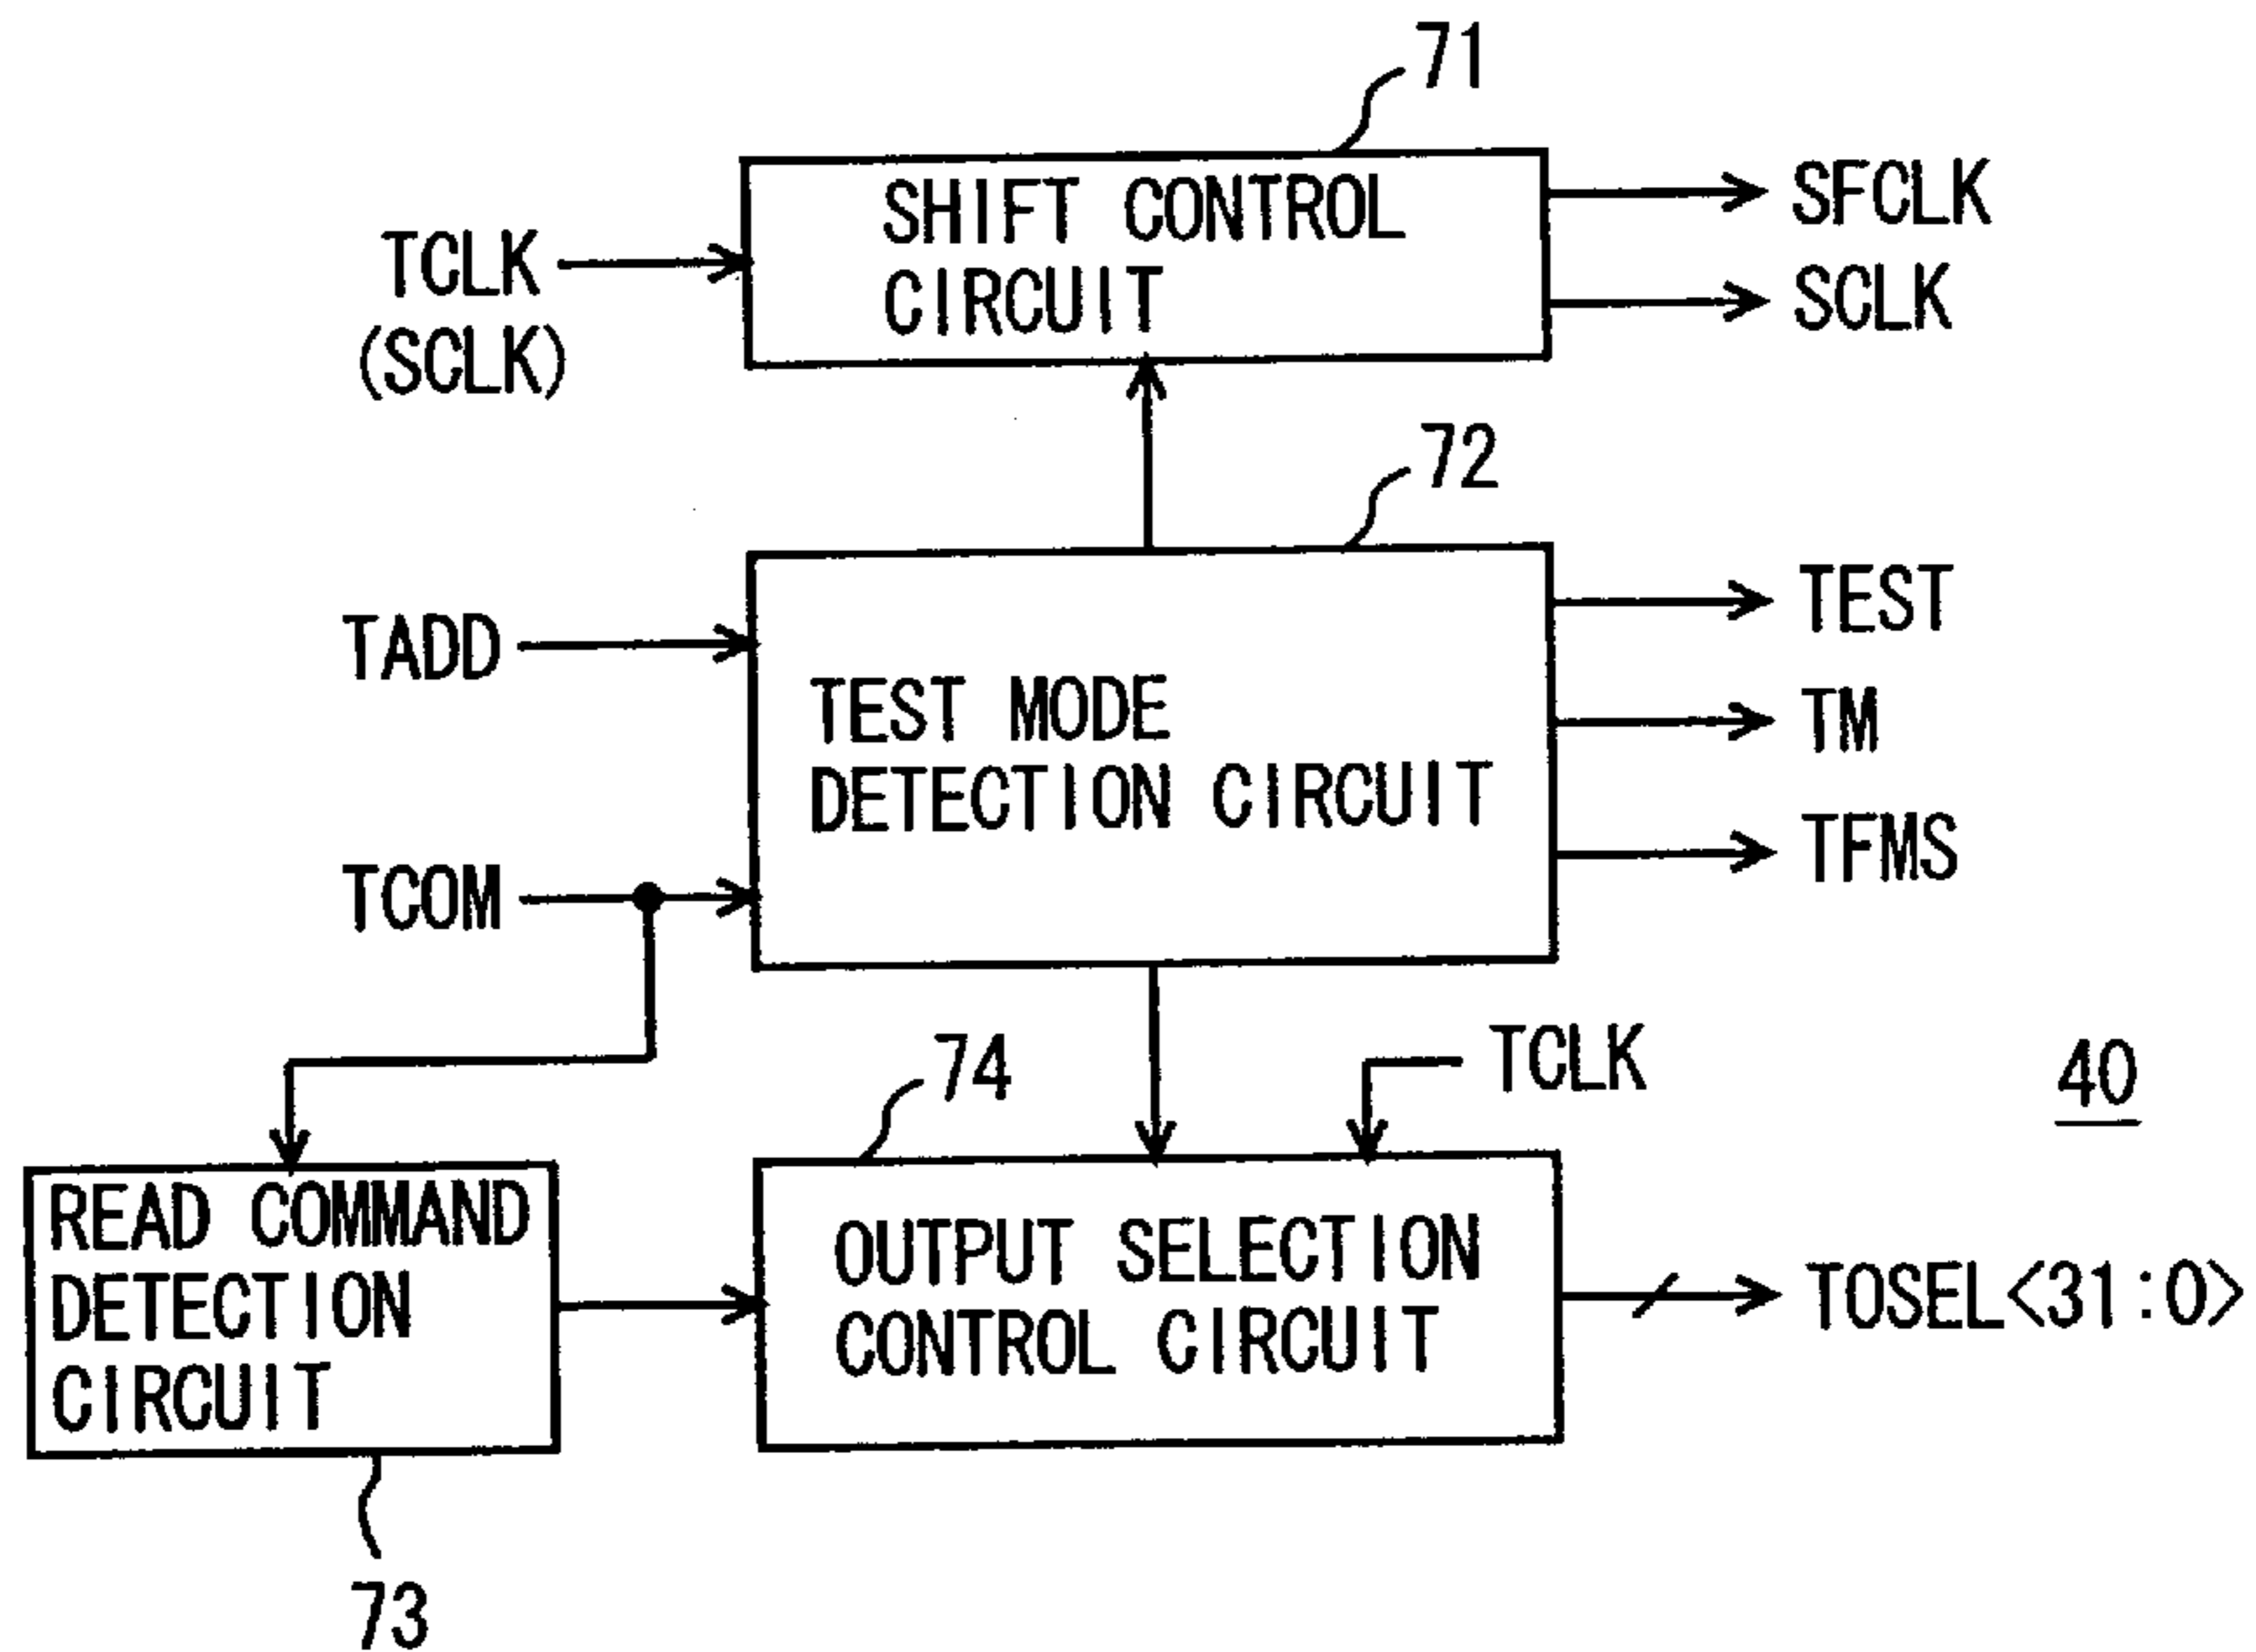 71
SHIFT CONTROL
CIRCUIT
TCLK
(SCLK)
SFCLK
SCLK
72
TADD
TCOM
TEST MODE
DETECTION CIRCUIT
TEST
TM
TFMS
74
TCLK
40
READ COMMAND
DETECTION
CIRCUIT
OUTPUT SELECTION
CONTROL CIRCUIT
TOSEL<31:0>
73